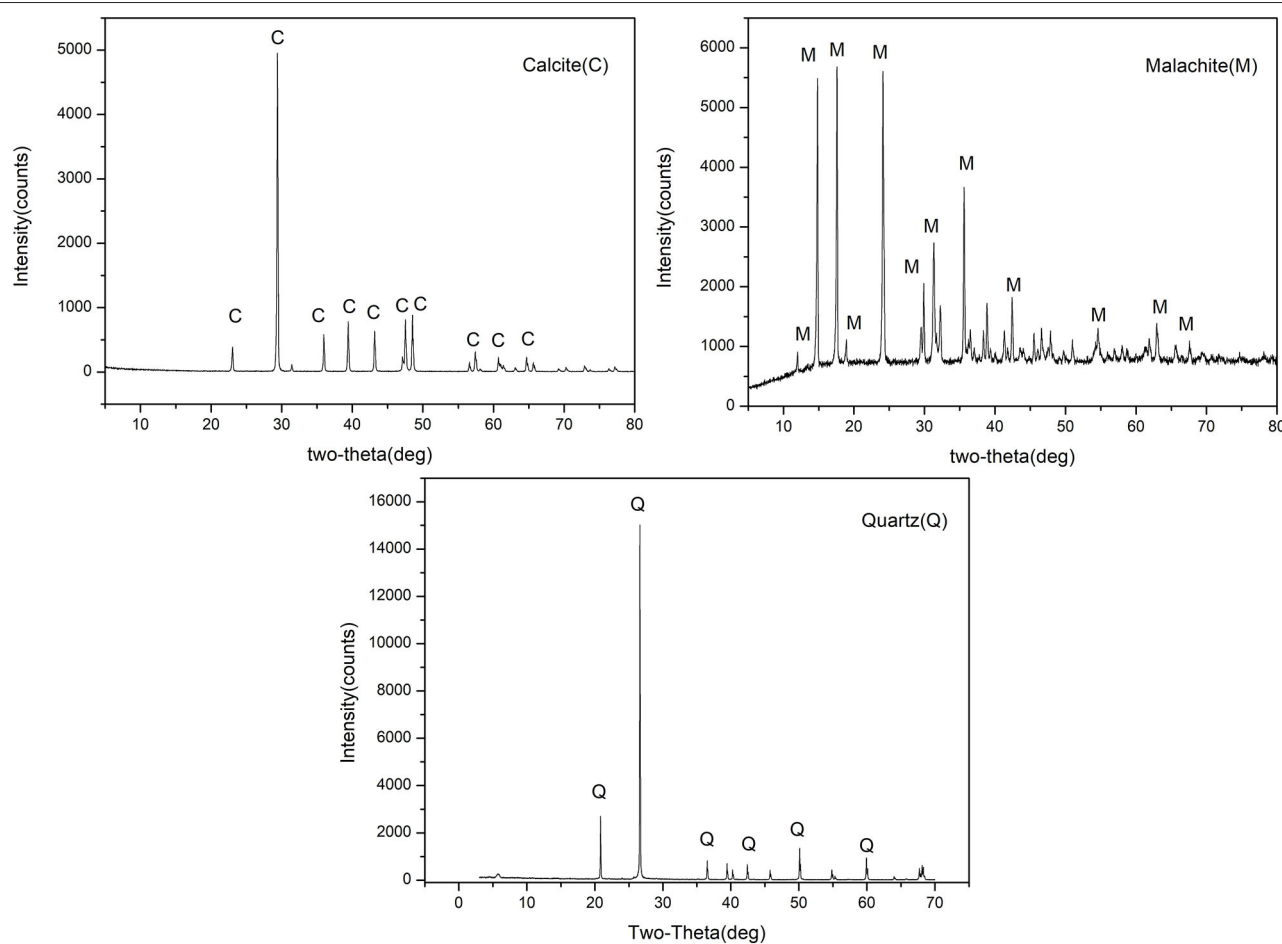 Calcite(C)
C
C
C
C
C
C
C
C
C
C
5000
4000
3000
2000
1000
0
Intensity(counts)
10 20 30 40 50 60 70 80
two-theta(deg)
Malachite(M)
M
M
M
M
M
M
M
M
M
M
M
M
6000
5000
4000
3000
2000
1000
0
Intensity(counts)
10 20 30 40 50 60 70 80
two-theta(deg)
Quartz(Q)
Q
Q
Q
Q
Q
Q
16000
14000
12000
10000
8000
6000
4000
2000
0
Intensity(counts)
0 10 20 30 40 50 60 70
Two-Theta(deg)